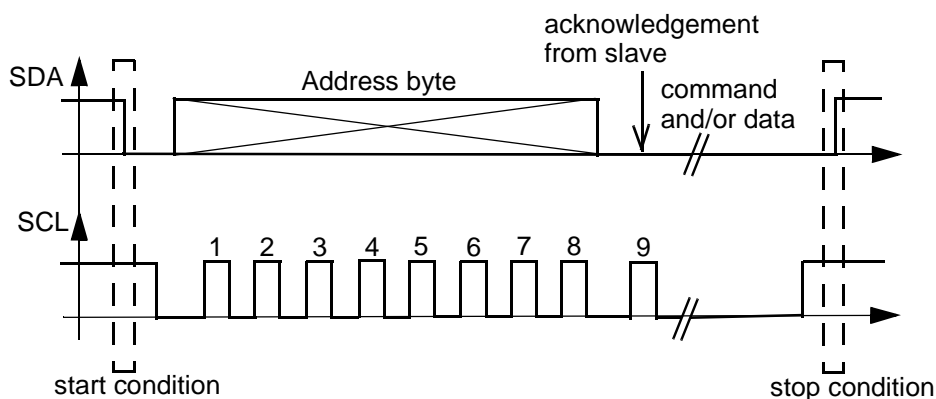 acknowledgement
from slave
SDA
Address byte
command
and/or data
SCL
1 2 3 4 5 6 7 8 9
start condition
stop condition